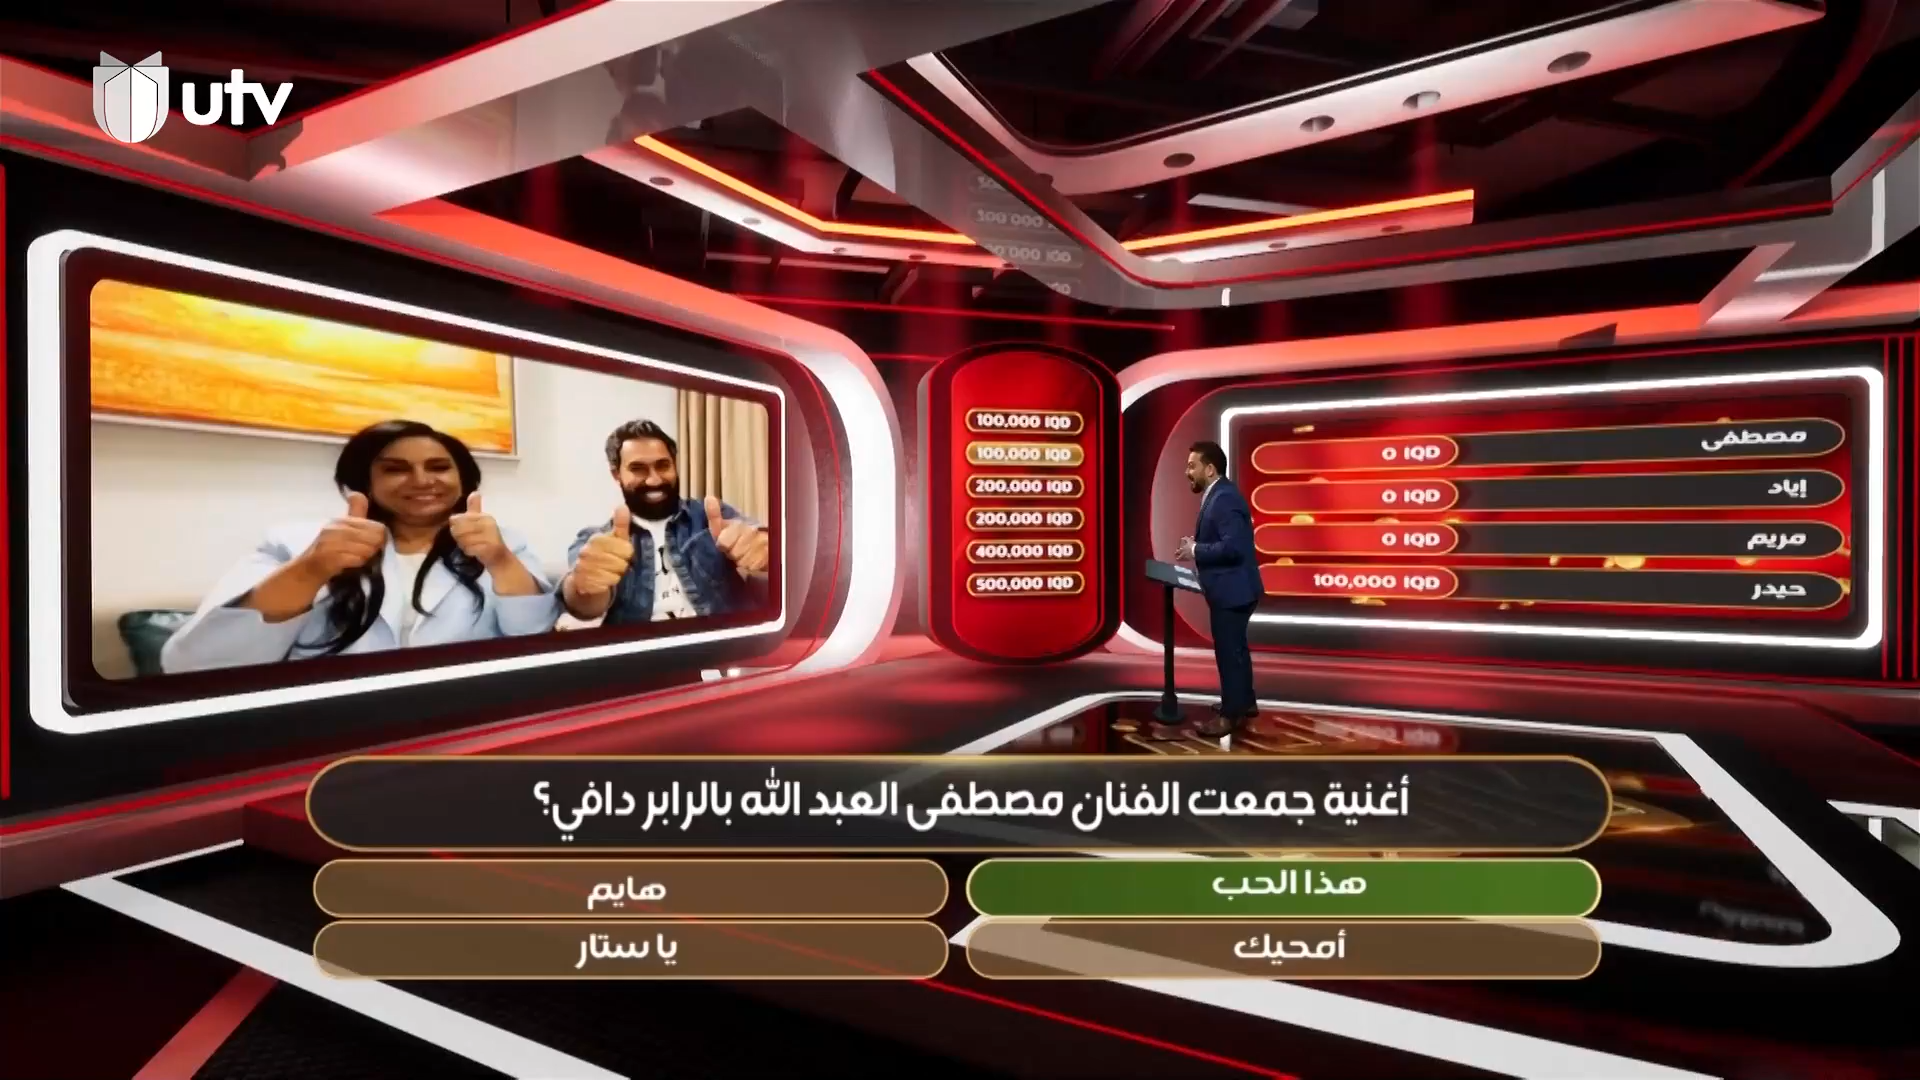 utv
100,000 IQD
100,000 IQD
200,000 IQD
200,000 IQD
400,000 IQD
500,000 IQD
مصطفى
0 IQD
إياد
0 IQD
مريم
0 IQD
حيدر
100,000 IQD
أغنية جمعت الفنان مصطفى العبد الله بالرابر دافي؟
هذا الحب
هايم
أمحيك
يا ستار